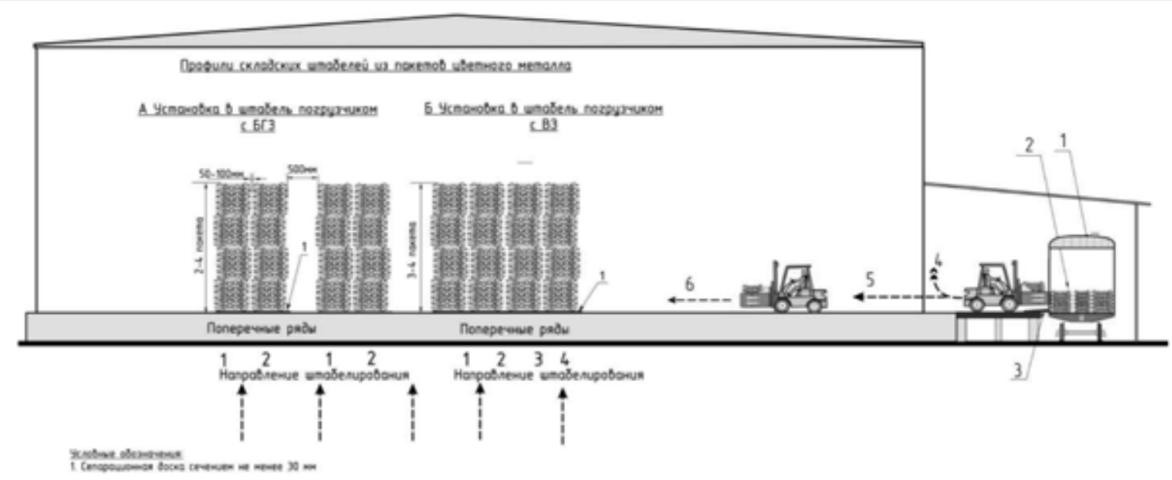 Профили складских штабелей из пакетов цветного металла
А Установка в штабель погрузчиком
с БГЗ
Б Установка в штабель погрузчиком
с ВЗ
50-100мм
500мм
2-4 пакета
1
3-4 пакета
1
6
5
4
2
1
3
Поперечные ряды
Поперечные ряды
1 2 1 2
1 2 3 4
Направление штабелирования
Направление штабелирования
Условные обозначения:
1. Сепарационная доска сечением не менее 30 мм